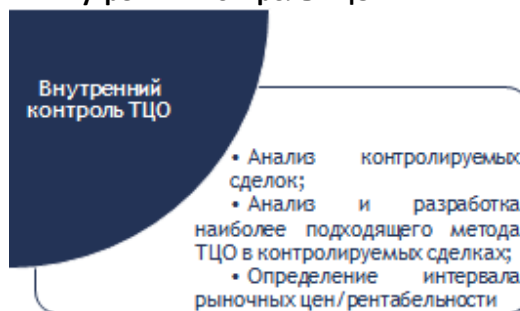 Внутренний
контроль ТЦО
• Анализ контролируемых
сделок;
• Анализ и разработка
наиболее подходящего метода
ТЦО в контролируемых сделках;
• Определение интервала
рыночных цен/рентабельности